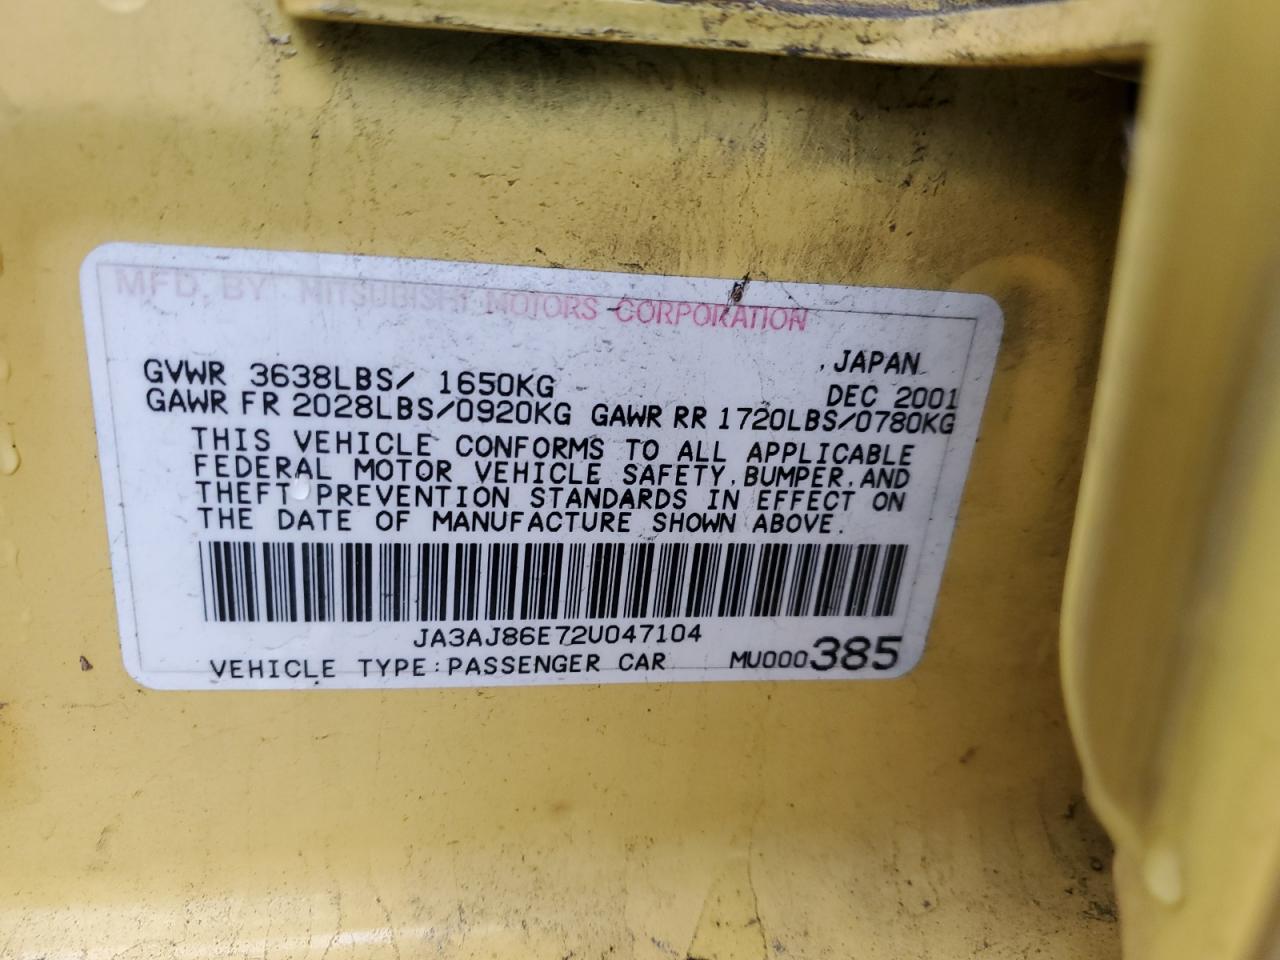 MFD. BY MITSUBISHI MOTORS CORPORATION
, JAPAN
GVWR 3638LBS/ 1650KG DEC 2001
GAWR FR 2028LBS/0920KG GAWR RR 1720LBS/0780KG
THIS VEHICLE CONFORMS TO ALL APPLICABLE
FEDERAL MOTOR VEHICLE SAFETY, BUMPER, AND
THEFT PREVENTION STANDARDS IN EFFECT ON
THE DATE OF MANUFACTURE SHOWN ABOVE.
JA3AJ86E72U047104
VEHICLE TYPE:PASSENGER CAR MU000385